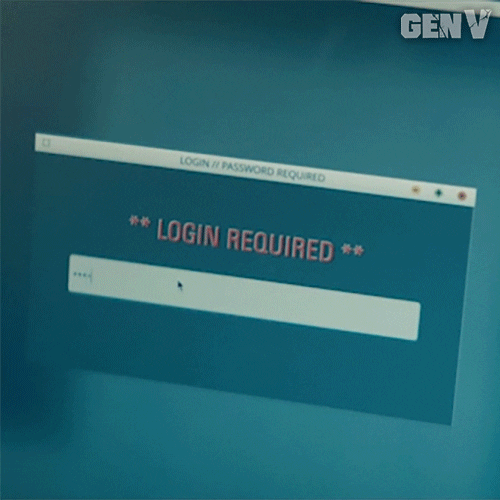 GEN V
LOGIN // PASSWORD REQUIRED
** LOGIN REQUIRED **
****